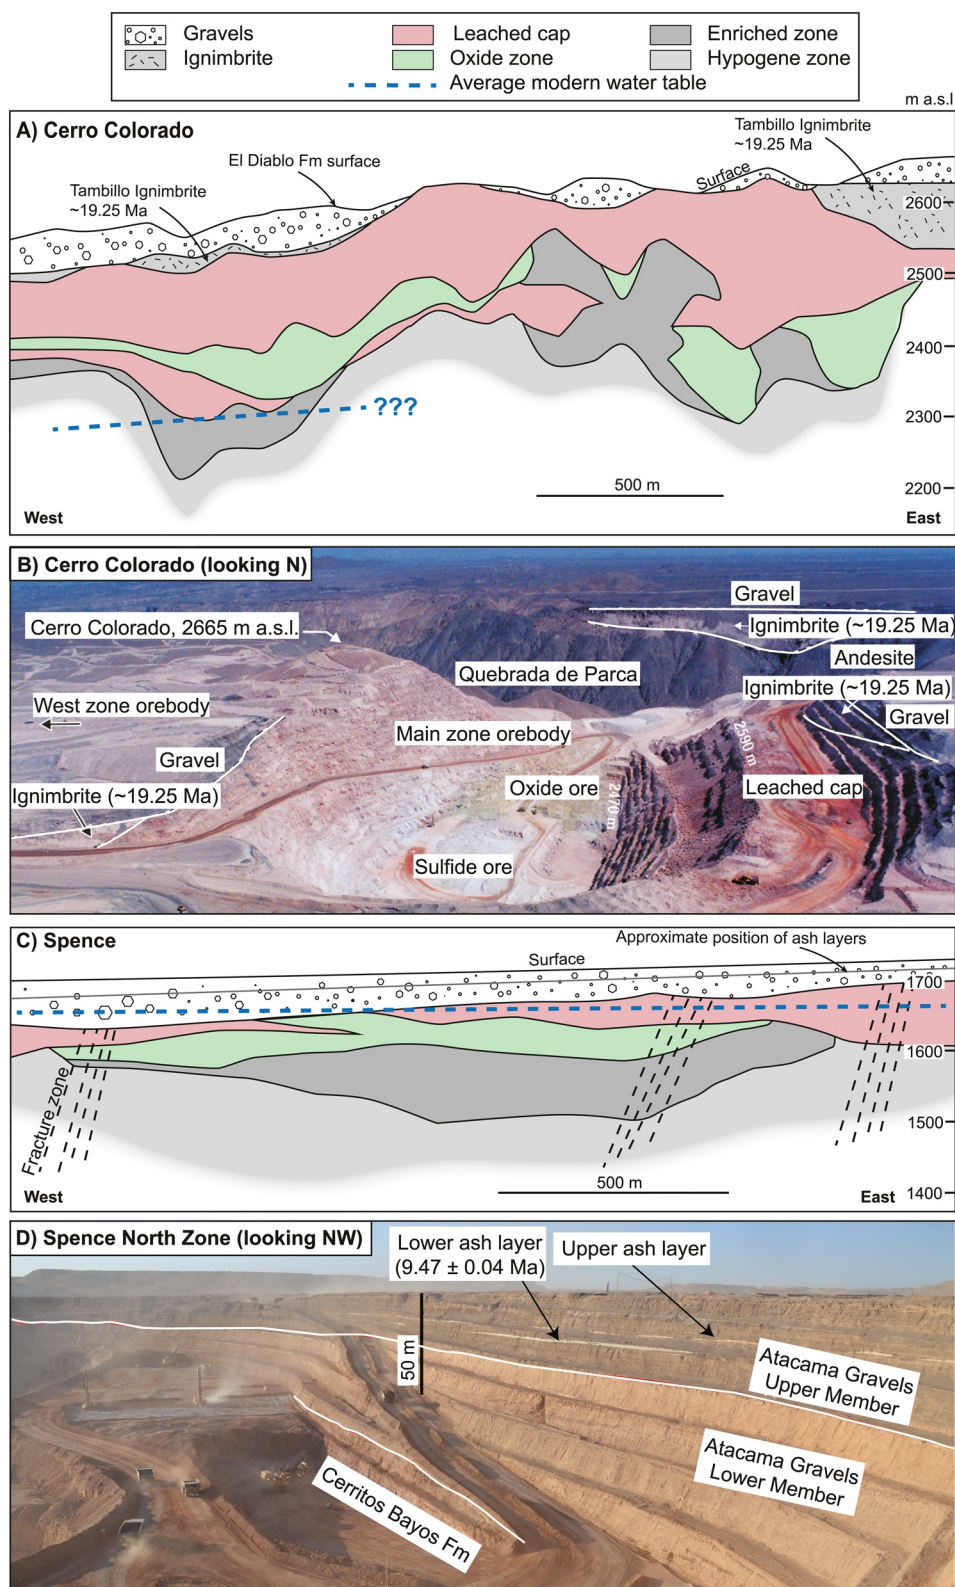 Gravels
Leached cap
Enriched zone
Ignimbrite
Oxide zone
Hypogene zone
Average modern water table
m a.s.l
A) Cerro Colorado
Tambillo Ignimbrite
~19.25 Ma
El Diablo Fm surface
Surface
Tambillo Ignimbrite
~19.25 Ma
2600
2500
2400
???
2300
500 m
2200
West
East
B) Cerro Colorado (looking N)
Gravel
Cerro Colorado, 2665 m a.s.l.
Ignimbrite (~19.25 Ma)
Andesite
Quebrada de Parca
Ignimbrite (~19.25 Ma)
West zone orebody
Gravel
Main zone orebody
2590 m
Gravel
Ignimbrite (~19.25 Ma)
Oxide ore
2470 m
Leached cap
Sulfide ore
C) Spence
Approximate position of ash layers
Surface
1700
1600
Fracture zone
1500
500 m
West
East
1400
D) Spence North Zone (looking NW)
Lower ash layer
(9.47 ± 0.04 Ma)
Upper ash layer
50 m
Atacama Gravels
Upper Member
Atacama Gravels
Lower Member
Cerritos Bayos Fm